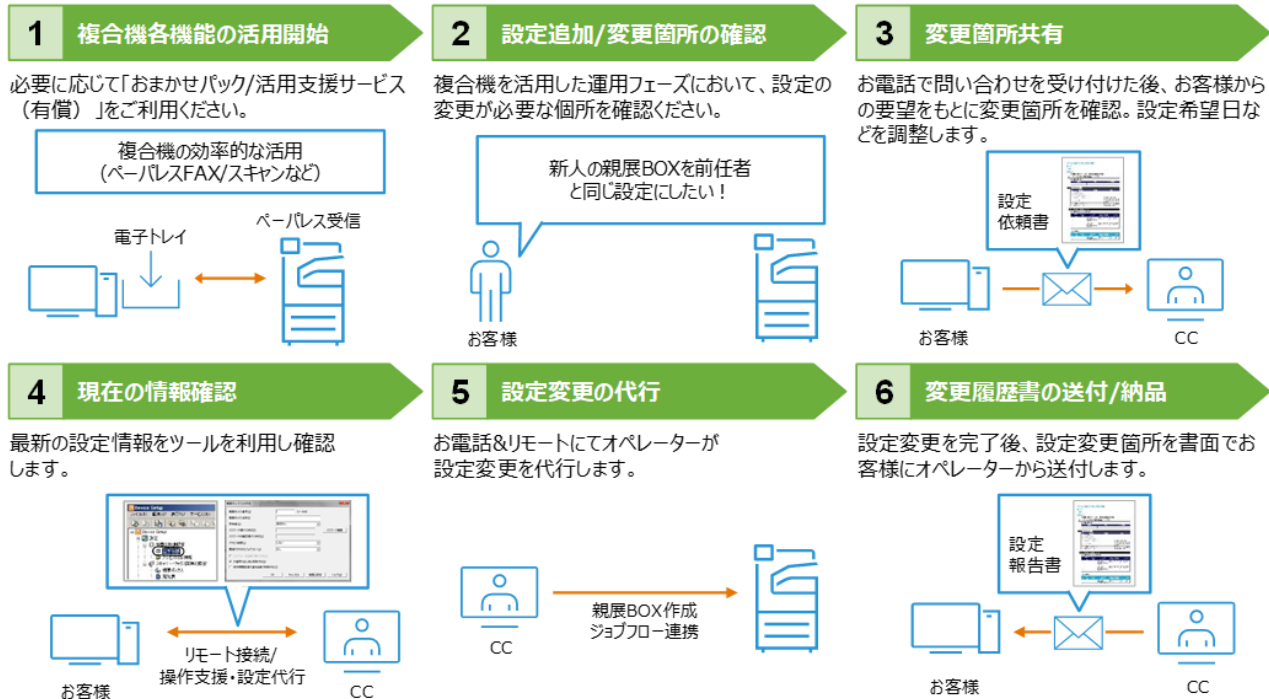 1 複合機各機能の活用開始
必要に応じて「おまかせパック/活用支援サービス
（有償）」をご利用ください。
複合機の効率的な活用
(ペーパレスFAX/スキャンなど)
電子トレイ
ペーパレス受信
2 設定追加/変更箇所の確認
複合機を活用した運用フェーズにおいて、設定の
変更が必要な個所を確認ください。
新人の親展BOXを前任者
と同じ設定にしたい！
お客様
3 変更箇所共有
お電話で問い合わせを受け付けた後、お客様から
の要望をもとに変更箇所を確認。設定希望日な
どを調整します。
設定
依頼書
お客様
CC
4 現在の情報確認
最新の設定情報をツールを利用し確認
します。
Device Setup
リモート接続/
操作支援・設定代行
お客様
CC
5 設定変更の代行
お電話&リモートにてオペレーターが
設定変更を代行します。
親展BOX作成
ジョブフロー連携
CC
6 変更履歴書の送付/納品
設定変更を完了後、設定変更箇所を書面でお
客様にオペレーターから送付します。
設定
報告書
お客様
CC